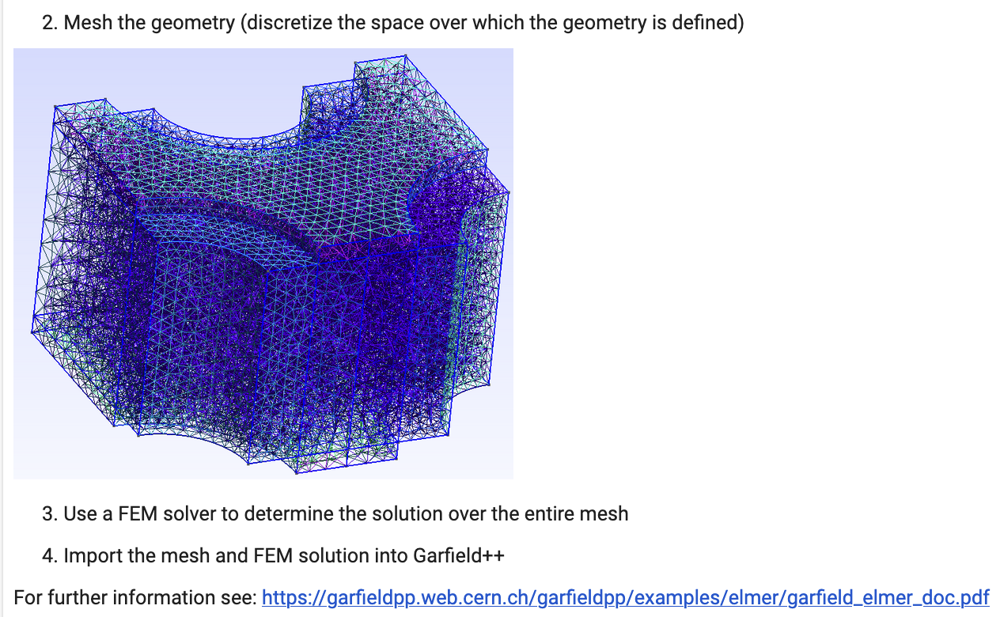 2. Mesh the geometry (discretize the space over which the geometry is defined)
3. Use a FEM solver to determine the solution over the entire mesh
4. Import the mesh and FEM solution into Garfield++
For further information see: https://garfieldpp.web.cern.ch/garfieldpp/examples/elmer/garfield_elmer_doc.pdf